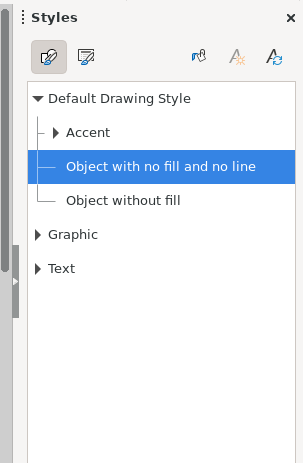 Styles
Default Drawing Style
Accent
Object with no fill and no line
Object without fill
Graphic
Text